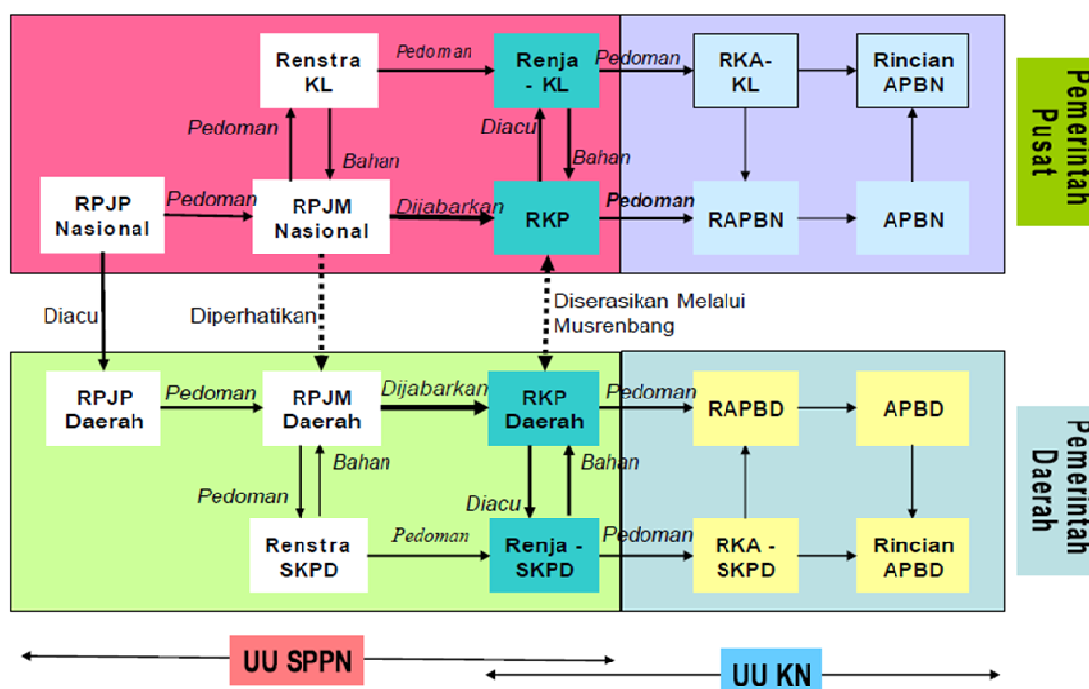 Renstra
KL
Pedoman
Renja
- KL
Pedoman
RKA-
KL
Rincian
APBN
Pemerintah
Pusat
Pedoman
Bahan
Diacu
Bahan
RPJP
Nasional
Pedoman
RPJM
Nasional
Dijabarkan
RKP
Pedoman
RAPBN
APBN
Diacu
Diperhatikan
Diserasikan Melalui
Musrenbang
RPJP
Daerah
Pedoman
RPJM
Daerah
Dijabarkan
RKP
Daerah
Pedoman
RAPBD
APBD
Pemerintah
Daerah
Pedoman
Bahan
Diacu
Bahan
Renstra
SKPD
Pedoman
Renja -
SKPD
Pedoman
RKA -
SKPD
Rincian
APBD
UU SPPN
UU KN